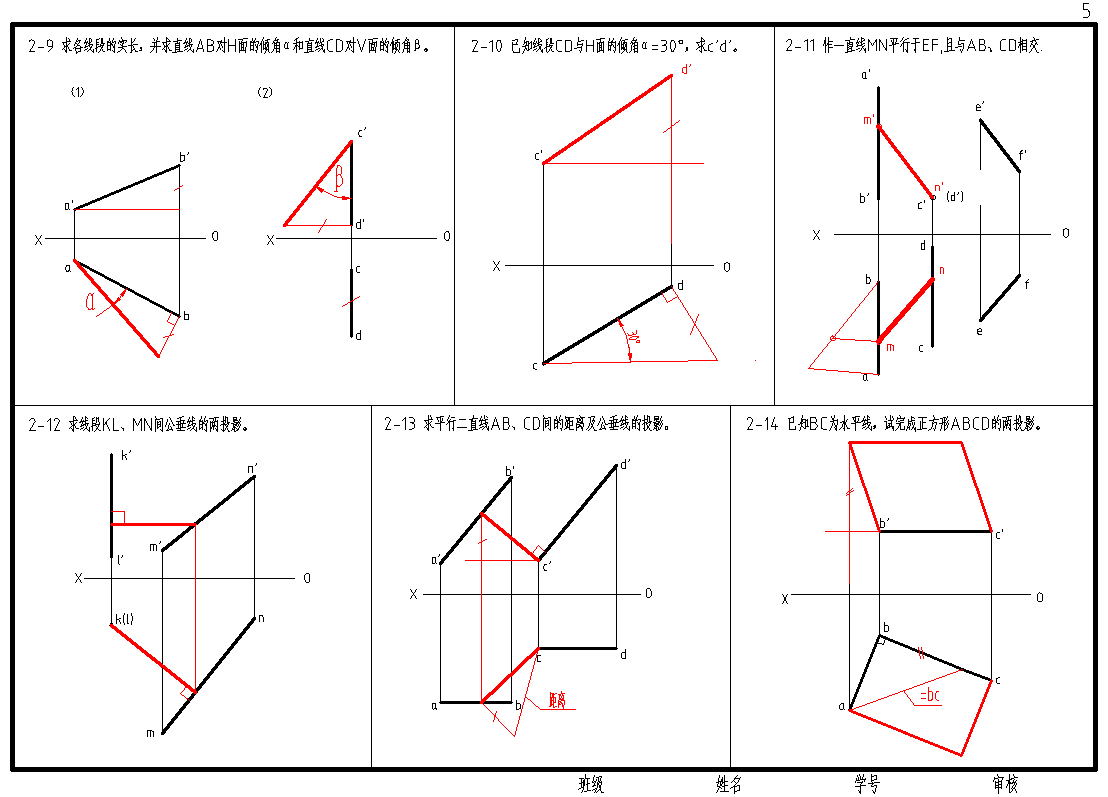 5
2-9 求各线段的实长，并求直线AB对H面的倾角α和直线CD对V面的倾角β。
(1)
(2)
b'
a'
X
O
a
b
α
c'
β
d'
X
O
c
d
2-10 已知线段CD与H面的倾角α=30°，求c'd'。
d'
c'
X
O
d
30°
c
2-11 作一直线MN平行于EF,且与AB、CD相交.
a'
e'
m'
f'
n'
b'
c'
(d')
X
O
d
b
n
f
e
m
c
a
2-12 求线段KL、MN间公垂线的两投影。
k'
n'
m'
l'
X
O
k(l)
n
m
2-13 求平行二直线AB、CD间的距离及公垂线的投影。
b'
d'
a'
c'
X
O
c
d
a
b
距离
2-14 已知BC为水平线，试完成正方形ABCD的两投影。
b'
c'
X
O
b
c
=bc
a
班级
姓名
学号
审核